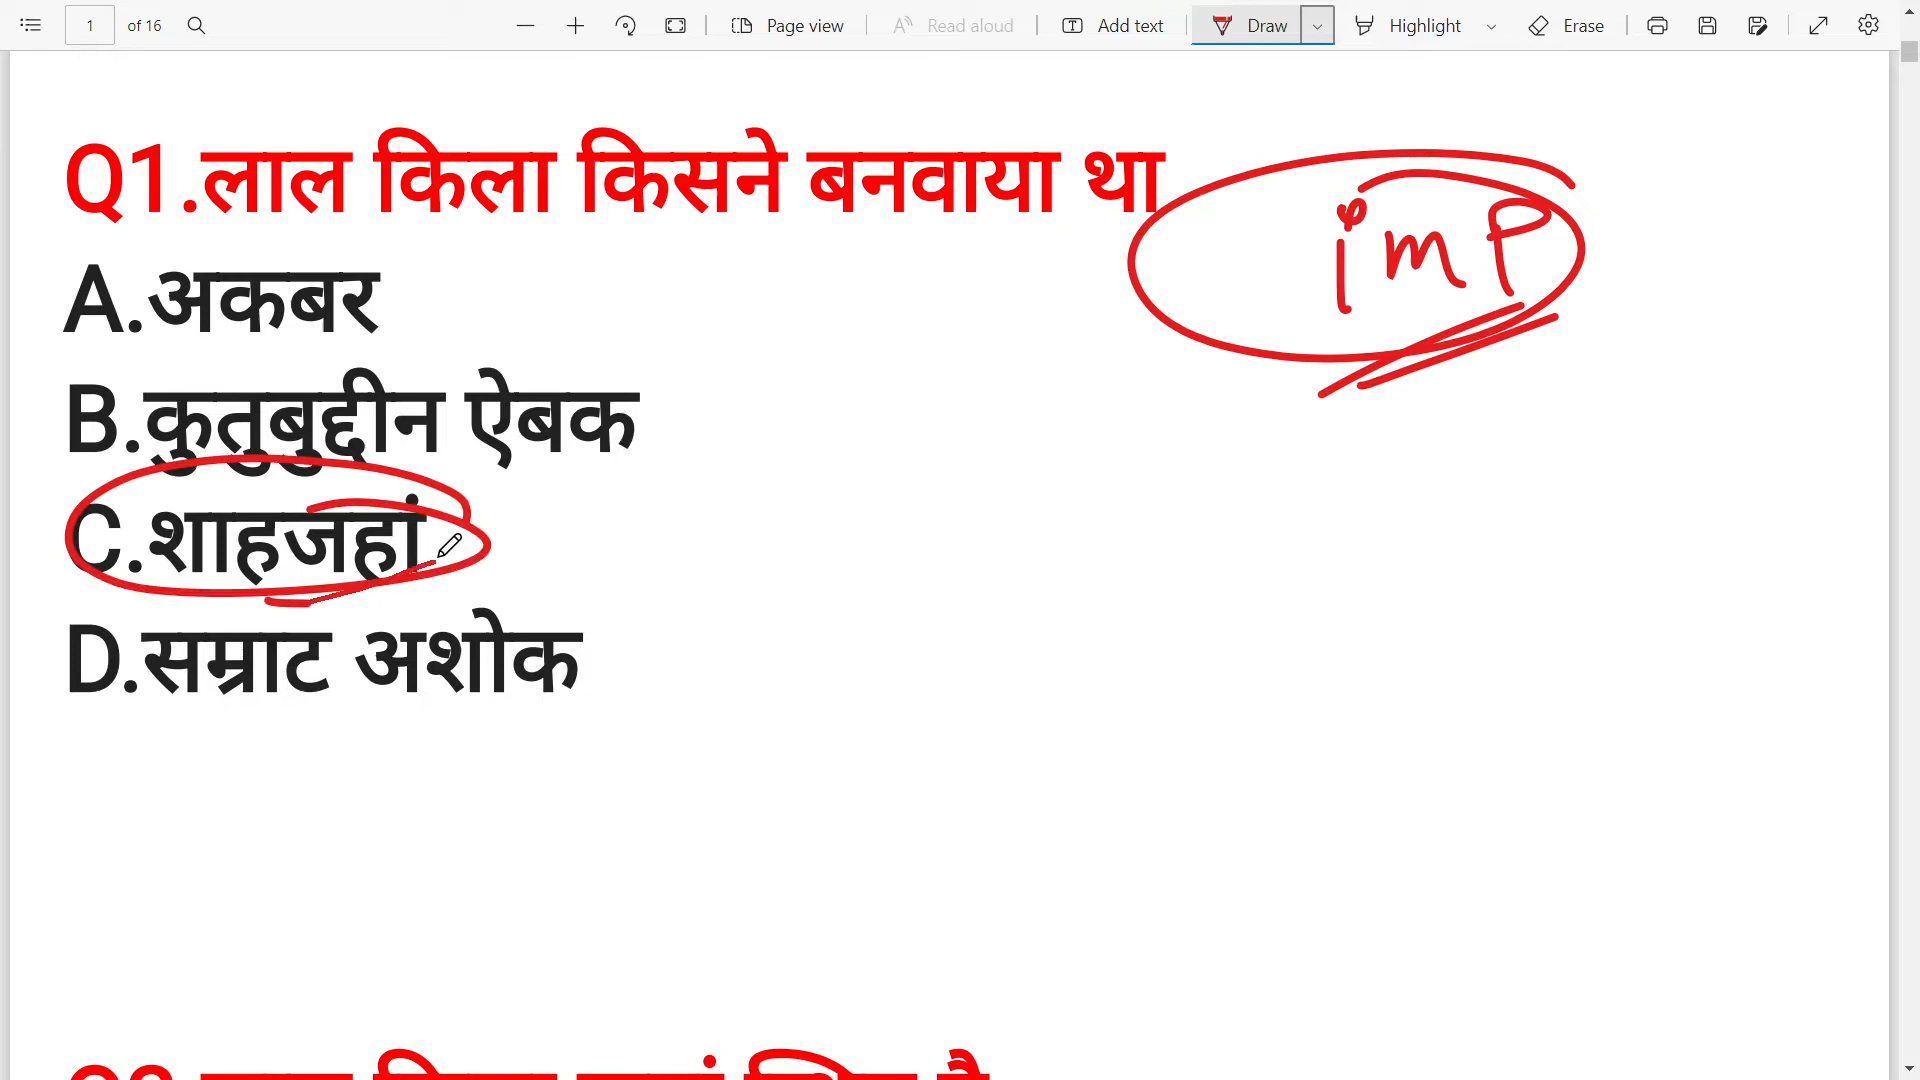 1 of 16 Page view Read aloud Add text Draw Highlight Erase
Q1.लाल किला किसने बनवाया था
imp
A.अकबर
B.कुतुबुद्दीन ऐबक
C.शाहजहां
D.सम्राट अशोक